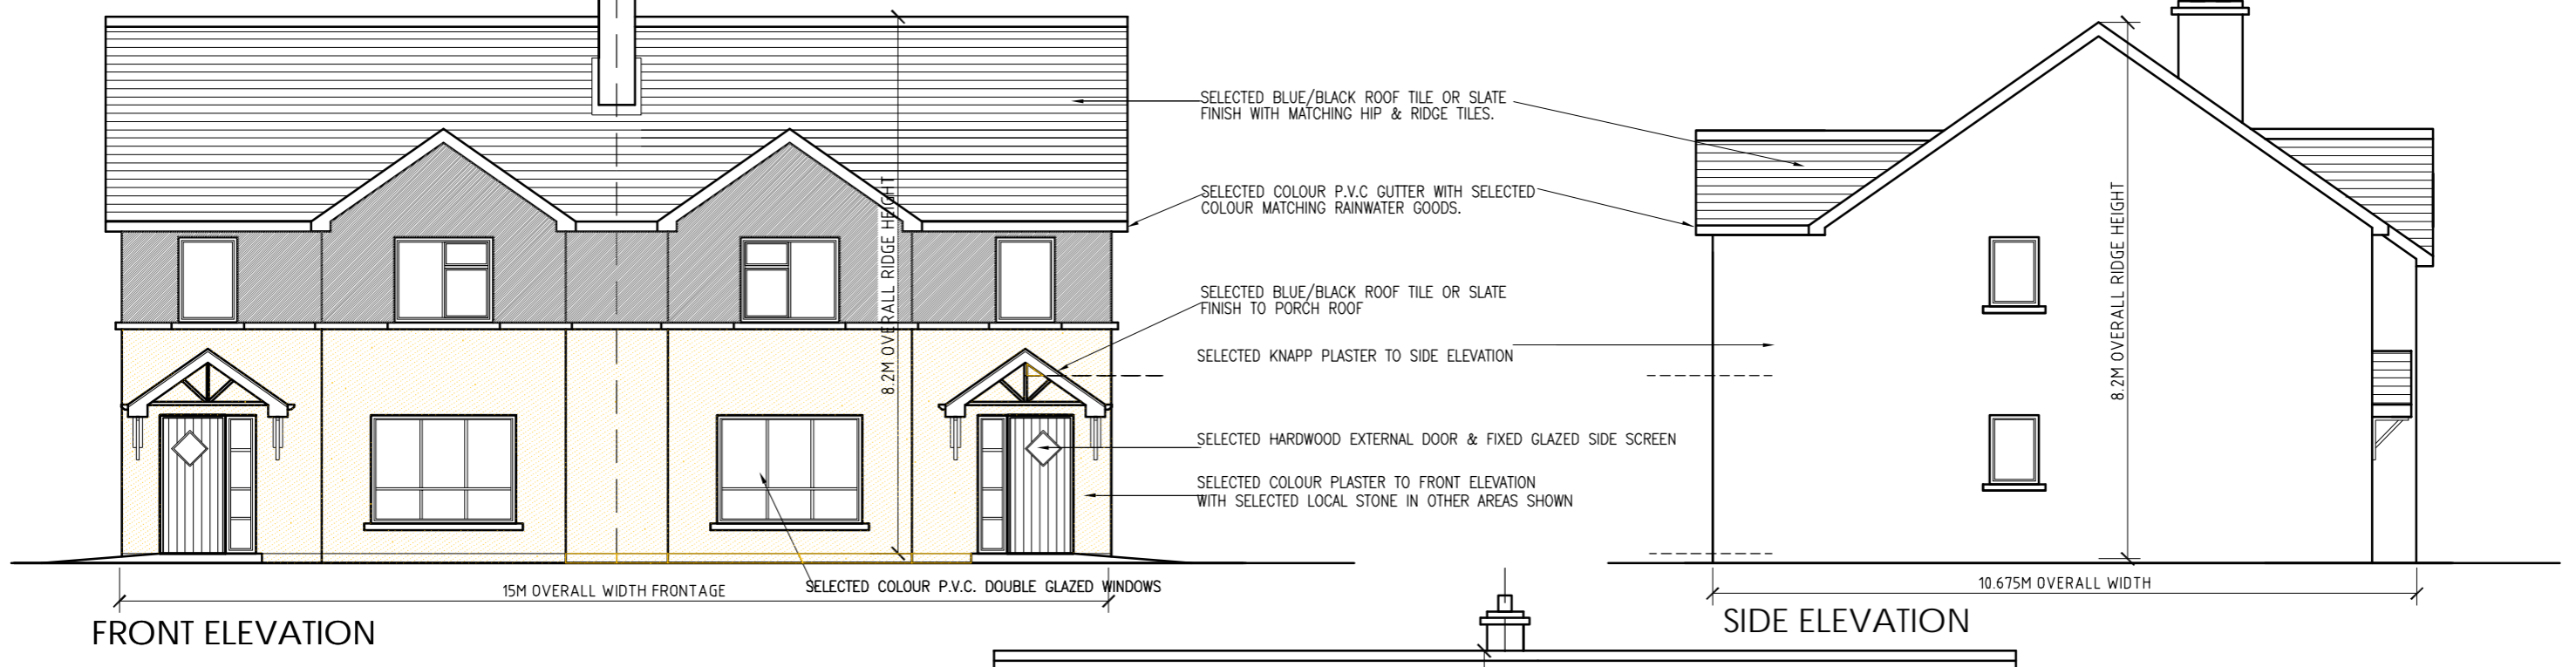 SELECTED BLUE/BLACK ROOF TILE OR SLATE
FINISH WITH MATCHING HIP & RIDGE TILES.
SELECTED COLOUR P.V.C GUTTER WITH SELECTED
COLOUR MATCHING RAINWATER GOODS.
SELECTED BLUE/BLACK ROOF TILE OR SLATE
FINISH TO PORCH ROOF
SELECTED KNAPP PLASTER TO SIDE ELEVATION
SELECTED HARDWOOD EXTERNAL DOOR & FIXED GLAZED SIDE SCREEN
SELECTED COLOUR PLASTER TO FRONT ELEVATION
WITH SELECTED LOCAL STONE IN OTHER AREAS SHOWN
8.2M OVERALL RIDGE HEIGHT
8.2M OVERALL RIDGE HEIGHT
15M OVERALL WIDTH FRONTAGE
SELECTED COLOUR P.V.C. DOUBLE GLAZED WINDOWS
10.675M OVERALL WIDTH
FRONT ELEVATION
SIDE ELEVATION